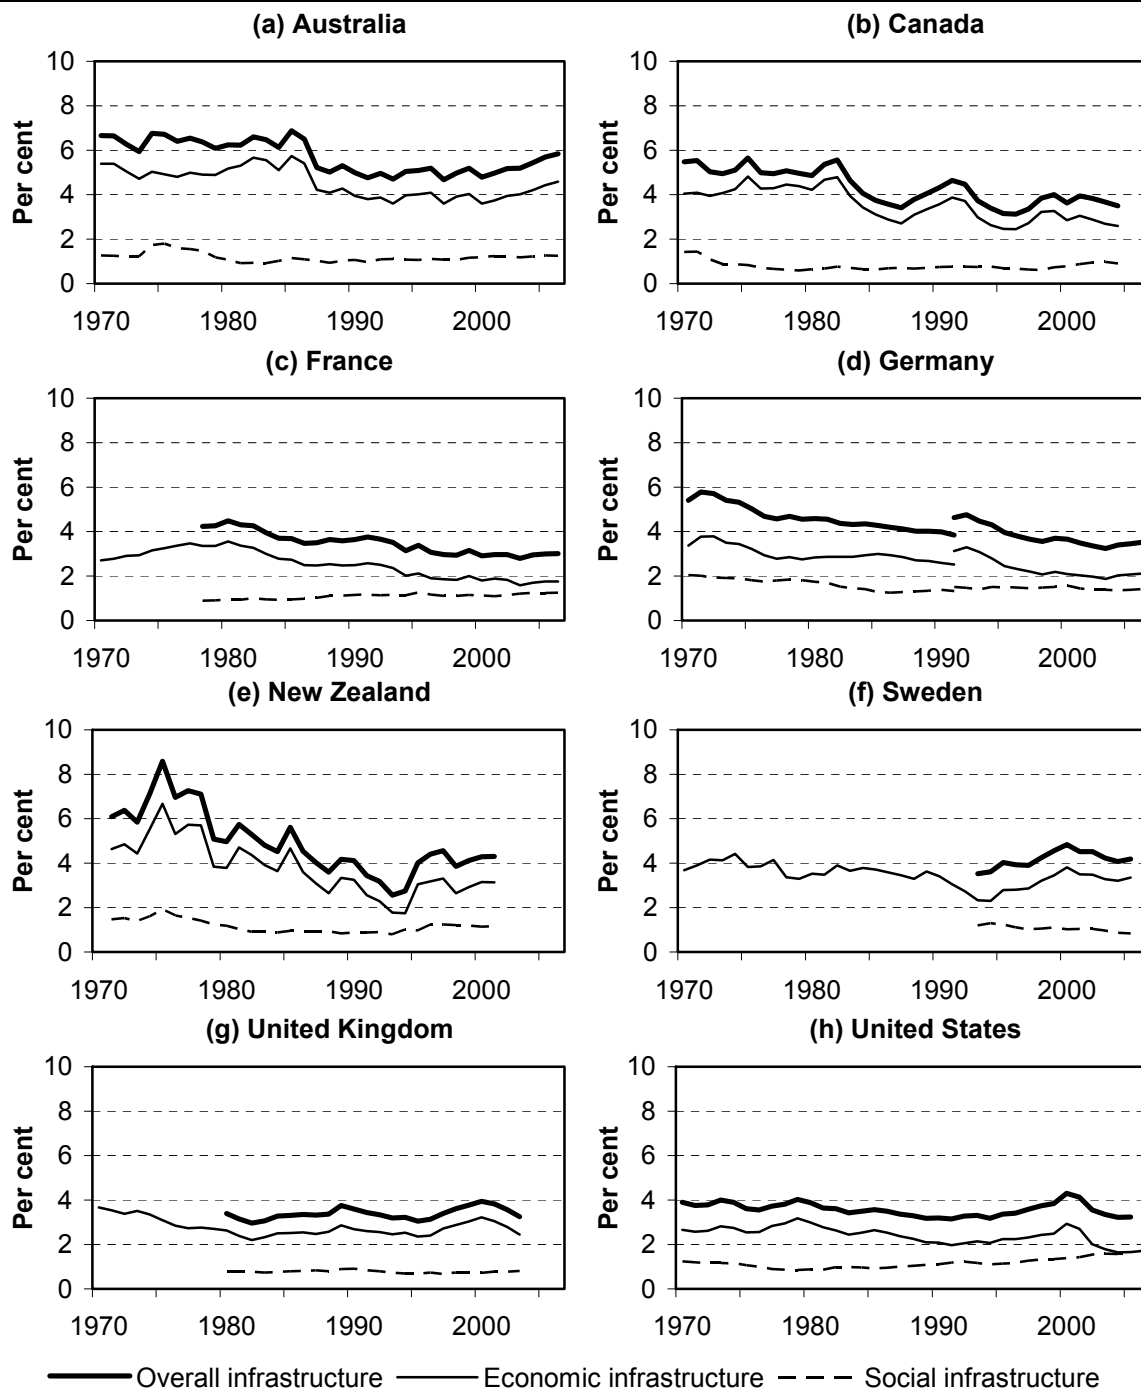 (a) Australia
10
8
6
4
2
0
Per cent
1970 1980 1990 2000
(b) Canada
10
8
6
4
2
0
Per cent
1970 1980 1990 2000
(c) France
10
8
6
4
2
0
Per cent
1970 1980 1990 2000
(d) Germany
10
8
6
4
2
0
Per cent
1970 1980 1990 2000
(e) New Zealand
10
8
6
4
2
0
Per cent
1970 1980 1990 2000
(f) Sweden
10
8
6
4
2
0
Per cent
1970 1980 1990 2000
(g) United Kingdom
10
8
6
4
2
0
Per cent
1970 1980 1990 2000
(h) United States
10
8
6
4
2
0
Per cent
1970 1980 1990 2000
Overall infrastructure Economic infrastructure Social infrastructure